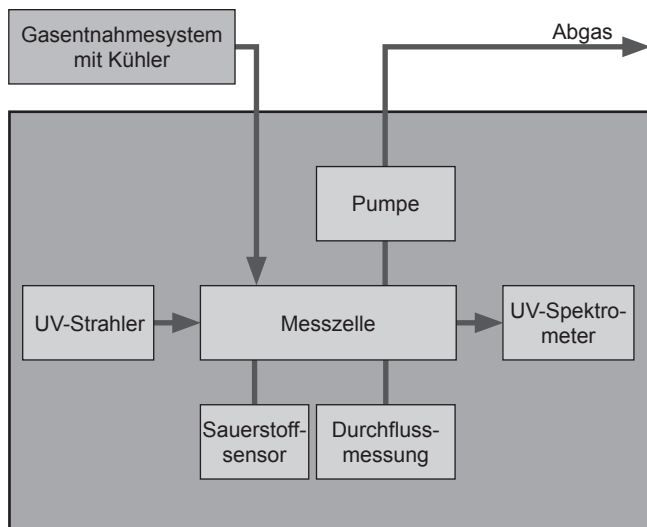 Gasentnahmesystem
mit Kühler
Abgas
Pumpe
UV-Strahler
Messzelle
UV-Spektro-
meter
Sauerstoff-
sensor
Durchfluss-
messung